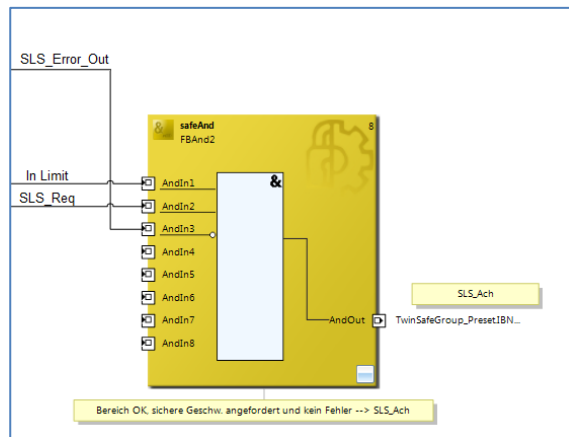 SLS_Error_Out
& safeAnd 8
FBAnd2
In Limit
SLS_Req
&
AndIn1
AndIn2
AndIn3
AndIn4
AndIn5
AndIn6
AndIn7
AndIn8
SLS_Ach
AndOut
TwinSafeGroup_Preset.IBN...
Bereich OK, sichere Geschw. angefordert und kein Fehler --> SLS_Ach